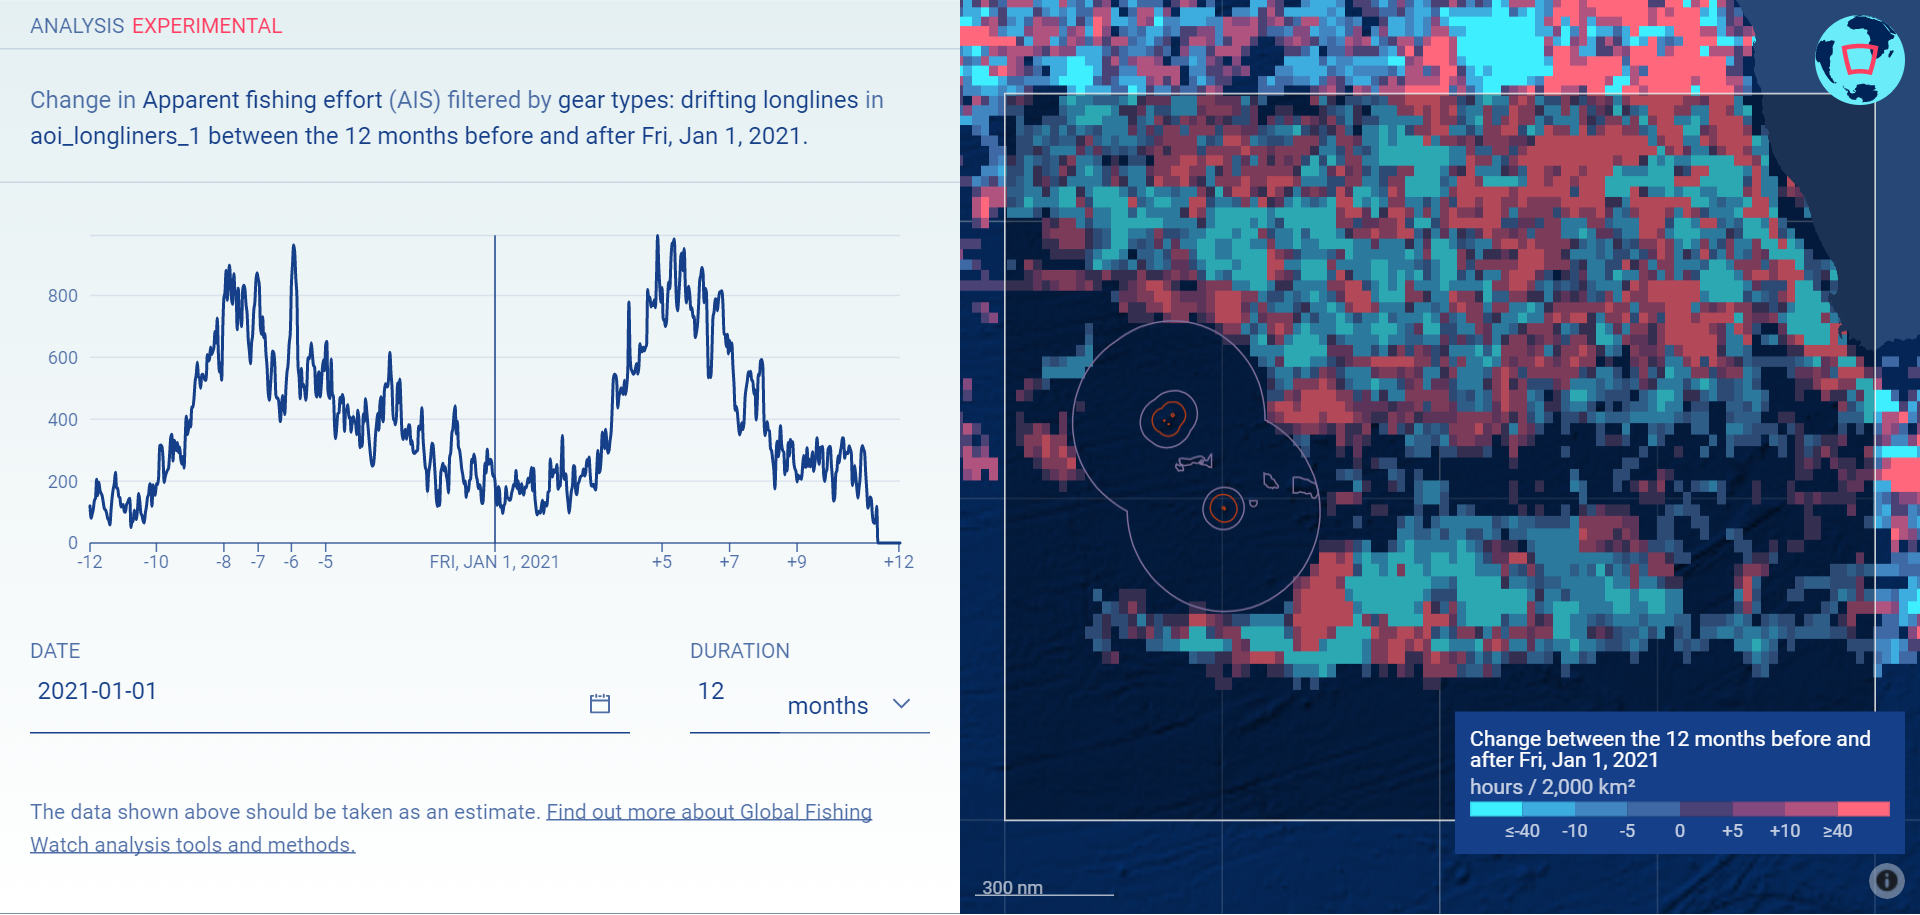 ANALYSIS EXPERIMENTAL
Change in Apparent fishing effort (AIS) filtered by gear types: drifting longlines in
aoi_longliners_1 between the 12 months before and after Fri, Jan 1, 2021.
800
600
400
200
0
-12 -10 -8 -7 -6 -5 FRI, JAN 1, 2021 +5 +7 +9 +12
DATE
2021-01-01
DURATION
12 months
The data shown above should be taken as an estimate. Find out more about Global Fishing
Watch analysis tools and methods.
Change between the 12 months before and
after Fri, Jan 1, 2021
hours / 2,000 km²
≤-40 -10 -5 0 +5 +10 ≥40
300 nm